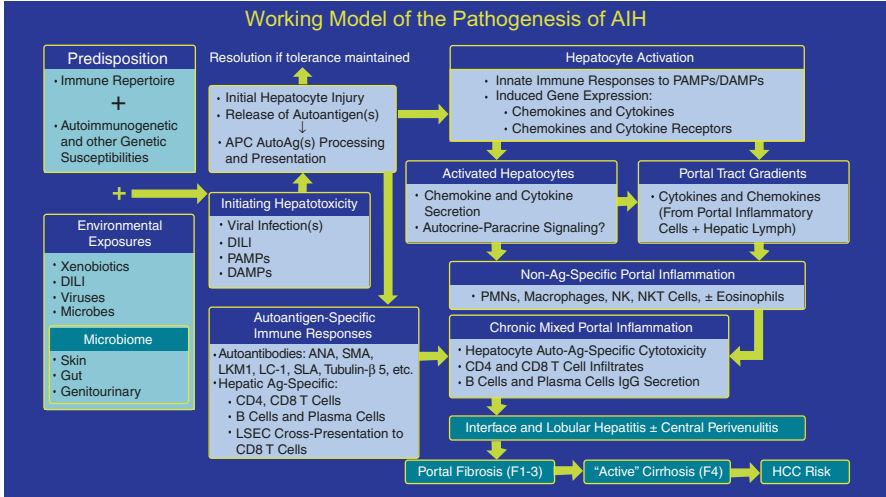 Working Model of the Pathogenesis of AIH
Predisposition
• Immune Repertoire
+
• Autoimmunogenetic
and other Genetic
Susceptibilities
+
Environmental
Exposures
• Xenobiotics
• DILI
• Viruses
• Microbes
Microbiome
• Skin
• Gut
• Genitourinary
Resolution if tolerance maintained
• Initial Hepatocyte Injury
• Release of Autoantigen(s)
↓
• APC AutoAg(s) Processing
and Presentation
Initiating Hepatotoxicity
• Viral Infection(s)
• DILI
• PAMPs
• DAMPs
Autoantigen-Specific
Immune Responses
• Autoantibodies: ANA, SMA,
LKM1, LC-1, SLA, Tubulin-β 5, etc.
• Hepatic Ag-Specific:
• CD4, CD8 T Cells
• B Cells and Plasma Cells
• LSEC Cross-Presentation to
CD8 T Cells
Hepatocyte Activation
• Innate Immune Responses to PAMPs/DAMPs
• Induced Gene Expression:
• Chemokines and Cytokines
• Chemokines and Cytokine Receptors
Activated Hepatocytes
• Chemokine and Cytokine
Secretion
• Autocrine-Paracrine Signaling?
Portal Tract Gradients
• Cytokines and Chemokines
(From Portal Inflammatory
Cells + Hepatic Lymph)
Non-Ag-Specific Portal Inflammation
• PMNs, Macrophages, NK, NKT Cells, ± Eosinophils
Chronic Mixed Portal Inflammation
• Hepatocyte Auto-Ag-Specific Cytotoxicity
• CD4 and CD8 T Cell Infiltrates
• B Cells and Plasma Cells IgG Secretion
Interface and Lobular Hepatitis ± Central Perivenulitis
Portal Fibrosis (F1-3)
“Active” Cirrhosis (F4)
HCC Risk